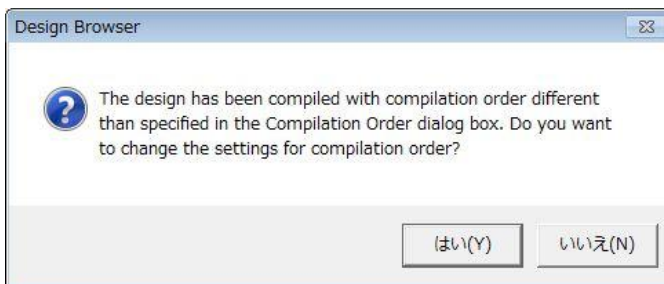 Design Browser
The design has been compiled with compilation order different
than specified in the Compilation Order dialog box. Do you want
to change the settings for compilation order?
はい(Y)
いいえ(N)